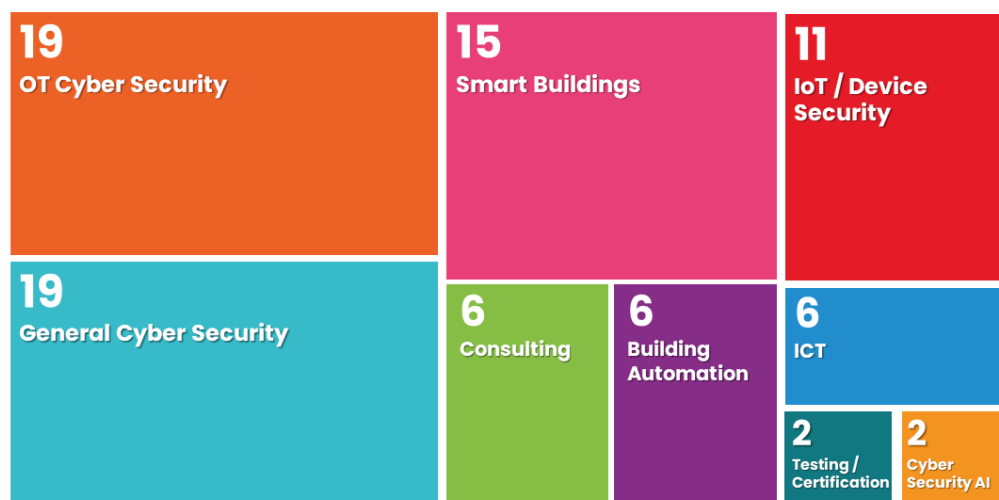 19
OT Cyber Security
15
Smart Buildings
11
IoT / Device
Security
19
General Cyber Security
6
Consulting
6
Building
Automation
6
ICT
2
Testing /
Certification
2
Cyber
Security AI